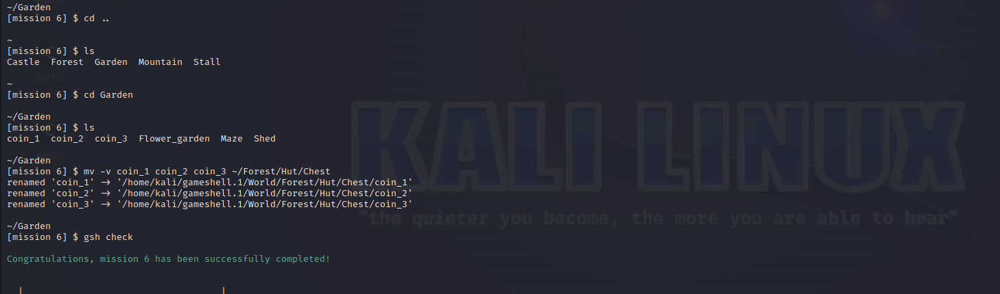 ~/Garden
[mission 6] $ cd ..
~
[mission 6] $ ls
Castle  Forest  Garden  Mountain  Stall
file1.c
~
[mission 6] $ cd Garden
~/Garden
[mission 6] $ ls
coin_1  coin_2  coin_3  Flower_garden  Maze  Shed
~/Garden
[mission 6] $ mv -v coin_1 coin_2 coin_3 ~/Forest/Hut/Chest
renamed 'coin_1' -> '/home/kali/gameshell.1/World/Forest/Hut/Chest/coin_1'
renamed 'coin_2' -> '/home/kali/gameshell.1/World/Forest/Hut/Chest/coin_2'
renamed 'coin_3' -> '/home/kali/gameshell.1/World/Forest/Hut/Chest/coin_3'
~/Garden
[mission 6] $ gsh check
Congratulations, mission 6 has been successfully completed!
KALI LINUX
"the quieter you become, the more you are able to hear"